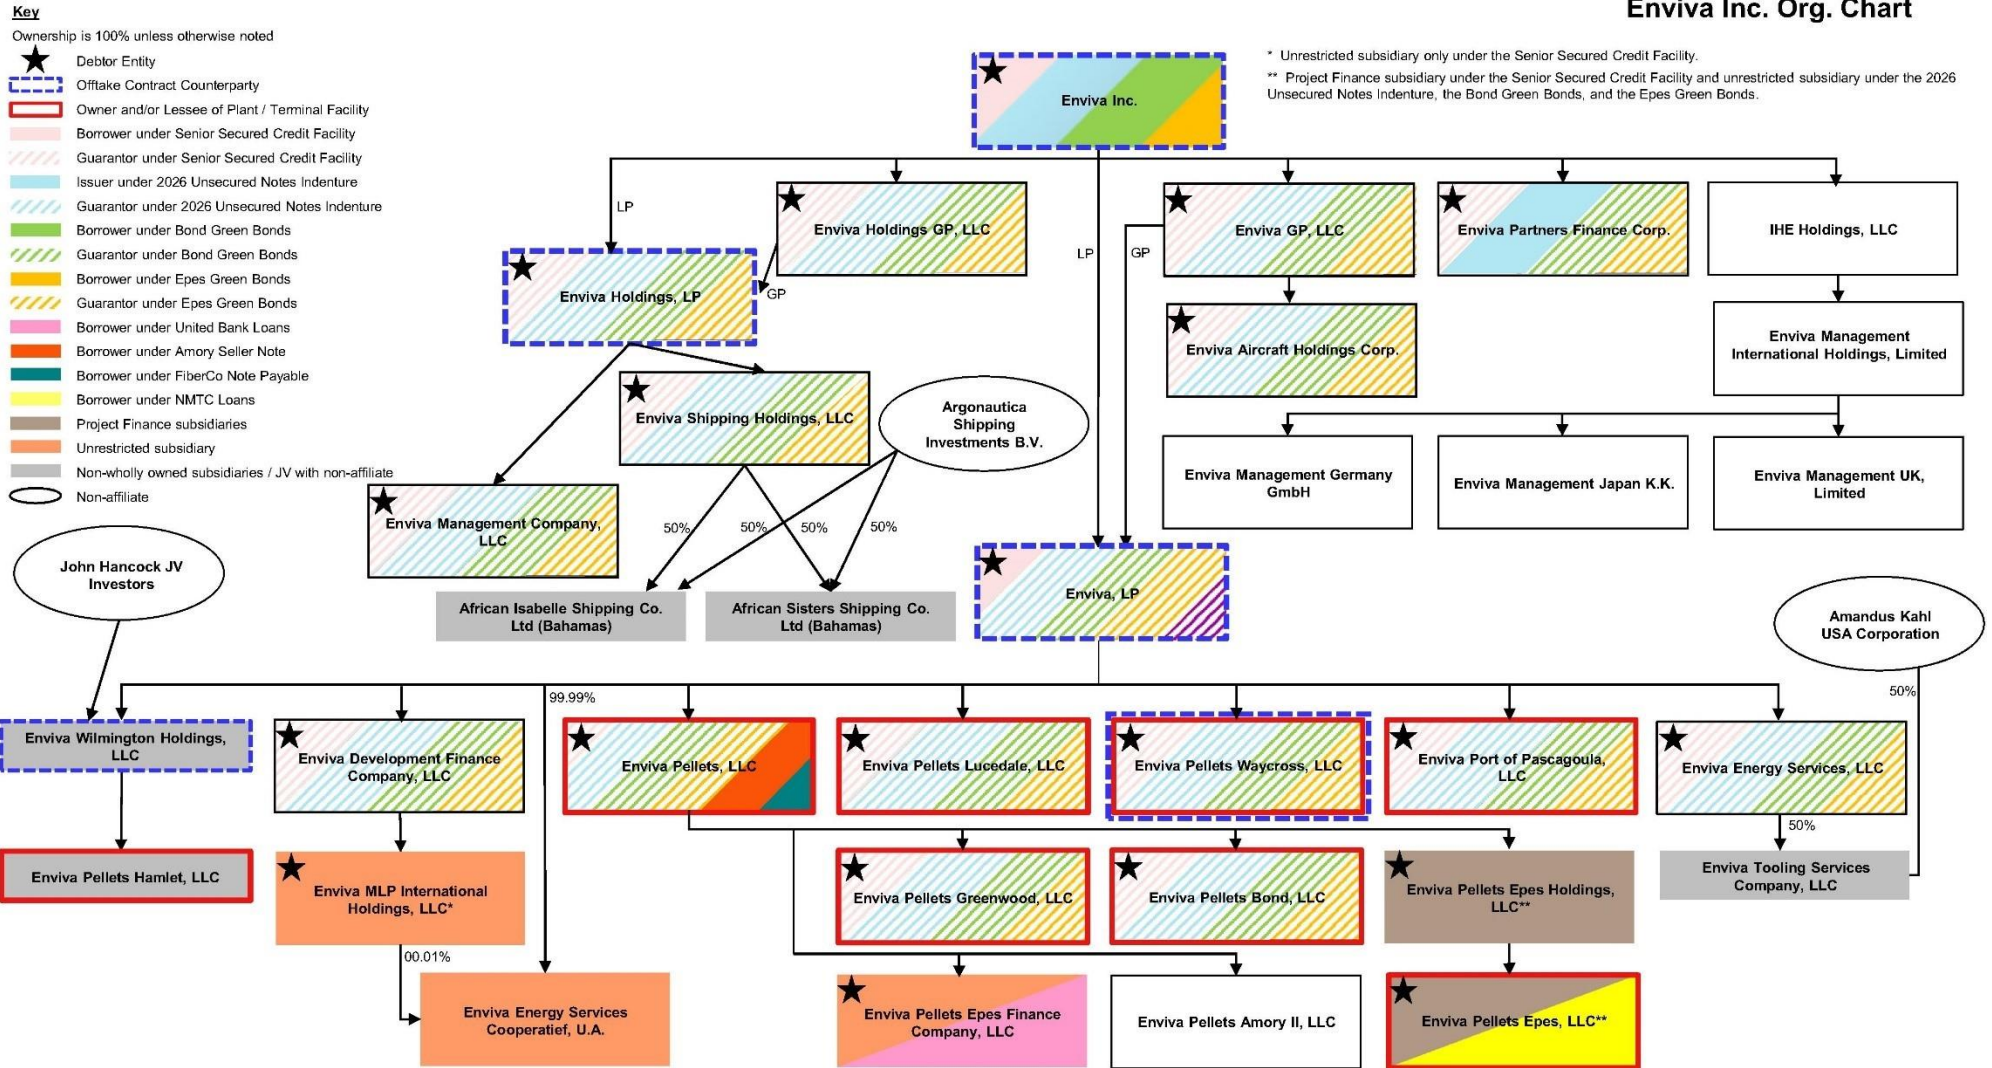 Enviva Inc. Org. Chart
Key
Ownership is 100% unless otherwise noted
Debtor Entity
Offtake Contract Counterparty
Owner and/or Lessee of Plant / Terminal Facility
Borrower under Senior Secured Credit Facility
Guarantor under Senior Secured Credit Facility
Issuer under 2026 Unsecured Notes Indenture
Guarantor under 2026 Unsecured Notes Indenture
Borrower under Bond Green Bonds
Guarantor under Bond Green Bonds
Borrower under Epes Green Bonds
Guarantor under Epes Green Bonds
Borrower under United Bank Loans
Borrower under Amory Seller Note
Borrower under FiberCo Note Payable
Borrower under NMTC Loans
Project Finance subsidiaries
Unrestricted subsidiary
Non-wholly owned subsidiaries / JV with non-affiliate
Non-affiliate
* Unrestricted subsidiary only under the Senior Secured Credit Facility.
** Project Finance subsidiary under the Senior Secured Credit Facility and unrestricted subsidiary under the 2026
Unsecured Notes Indenture, the Bond Green Bonds, and the Epes Green Bonds.
Enviva Inc.
LP
Enviva Holdings GP, LLC
GP
Enviva Holdings, LP
LP
GP
Enviva GP, LLC
Enviva Partners Finance Corp.
IHE Holdings, LLC
Enviva Aircraft Holdings Corp.
Enviva Management
International Holdings, Limited
Enviva Shipping Holdings, LLC
Argonautica
Shipping
Investments B.V.
Enviva Management Germany
GmbH
Enviva Management Japan K.K.
Enviva Management UK,
Limited
Enviva Management Company,
LLC
50%
50%
50%
50%
John Hancock JV
Investors
African Isabelle Shipping Co.
Ltd (Bahamas)
African Sisters Shipping Co.
Ltd (Bahamas)
Enviva, LP
Amandus Kahl
USA Corporation
50%
99.99%
Enviva Wilmington Holdings,
LLC
Enviva Development Finance
Company, LLC
Enviva Pellets, LLC
Enviva Pellets Lucedale, LLC
Enviva Pellets Waycross, LLC
Enviva Port of Pascagoula,
LLC
Enviva Energy Services, LLC
50%
Enviva Pellets Hamlet, LLC
Enviva MLP International
Holdings, LLC*
Enviva Pellets Greenwood, LLC
Enviva Pellets Bond, LLC
Enviva Pellets Epes Holdings,
LLC**
Enviva Tooling Services
Company, LLC
00.01%
Enviva Energy Services
Cooperatief, U.A.
Enviva Pellets Epes Finance
Company, LLC
Enviva Pellets Amory II, LLC
Enviva Pellets Epes, LLC**